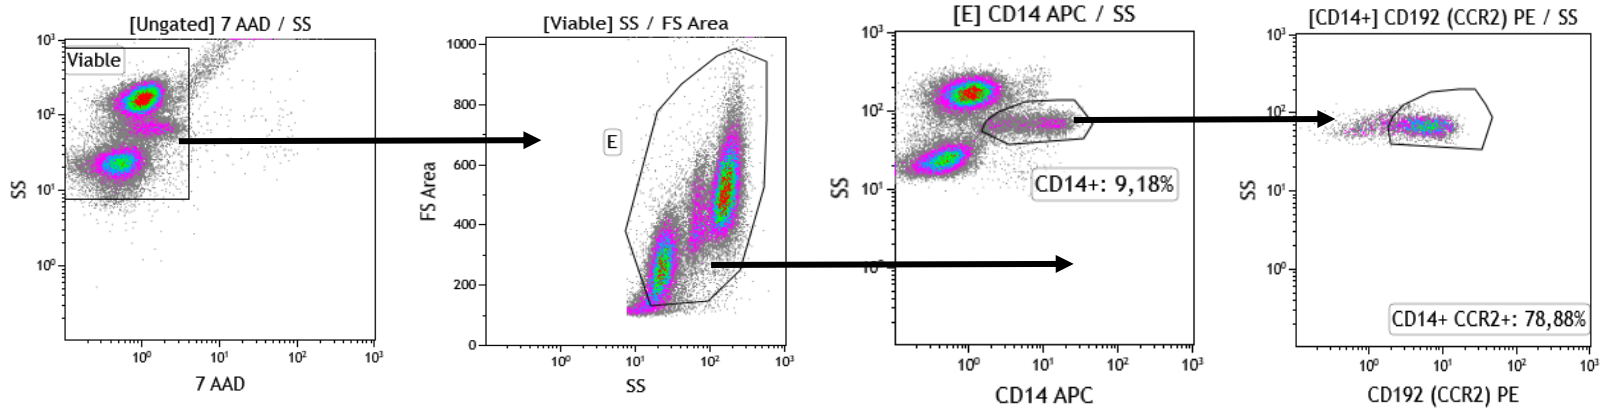 [Ungated] 7 AAD / SS
10³
Viable
10²
10¹
10⁰
SS
10⁰ 10¹ 10² 10³
7 AAD
[Viable] SS / FS Area
1000
800
E
600
400
200
0
FS Area
10⁰ 10¹ 10² 10³
SS
[E] CD14 APC / SS
10³
10²
CD14+: 9,18%
10¹
10⁰
SS
10⁰ 10¹ 10² 10³
CD14 APC
[CD14+] CD192 (CCR2) PE / SS
10³
10²
10¹
10⁰
SS
CD14+ CCR2+: 78,88%
10⁰ 10¹ 10² 10³
CD192 (CCR2) PE